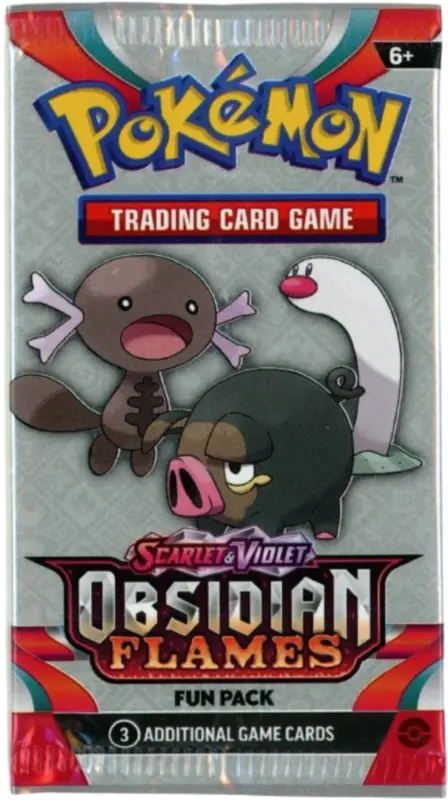 6+
POKéMON
™
TRADING CARD GAME
SCARLET & VIOLET
OBSIDIAN
FLAMES
FUN PACK
3 ADDITIONAL GAME CARDS